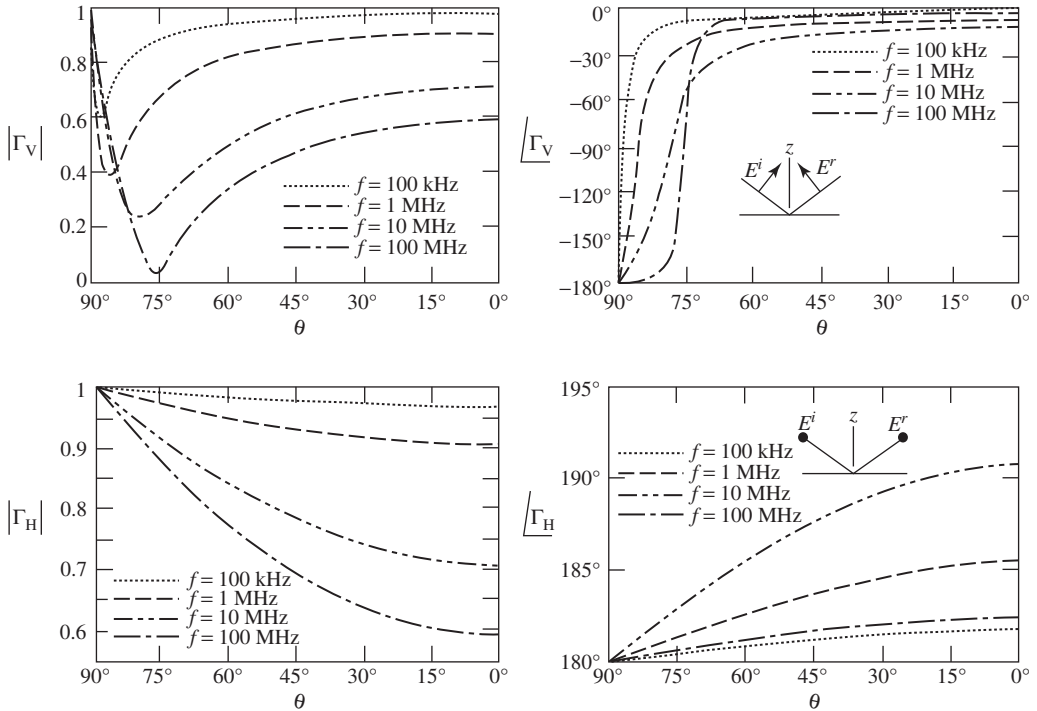 1
0.8
0.6
0.4
0.2
0
|Γ_V|
f = 100 kHz
f = 1 MHz
f = 10 MHz
f = 100 MHz
90° 75° 60° 45° 30° 15° 0°
θ
0°
−30°
−60°
−90°
−120°
−150°
−180°
Γ_V
f = 100 kHz
f = 1 MHz
f = 10 MHz
f = 100 MHz
E^i z E^r
90° 75° 60° 45° 30° 15° 0°
θ
1
0.9
0.8
0.7
0.6
|Γ_H|
f = 100 kHz
f = 1 MHz
f = 10 MHz
f = 100 MHz
90° 75° 60° 45° 30° 15° 0°
θ
195°
190°
185°
180°
Γ_H
E^i z E^r
f = 100 kHz
f = 1 MHz
f = 10 MHz
f = 100 MHz
90° 75° 60° 45° 30° 15° 0°
θ